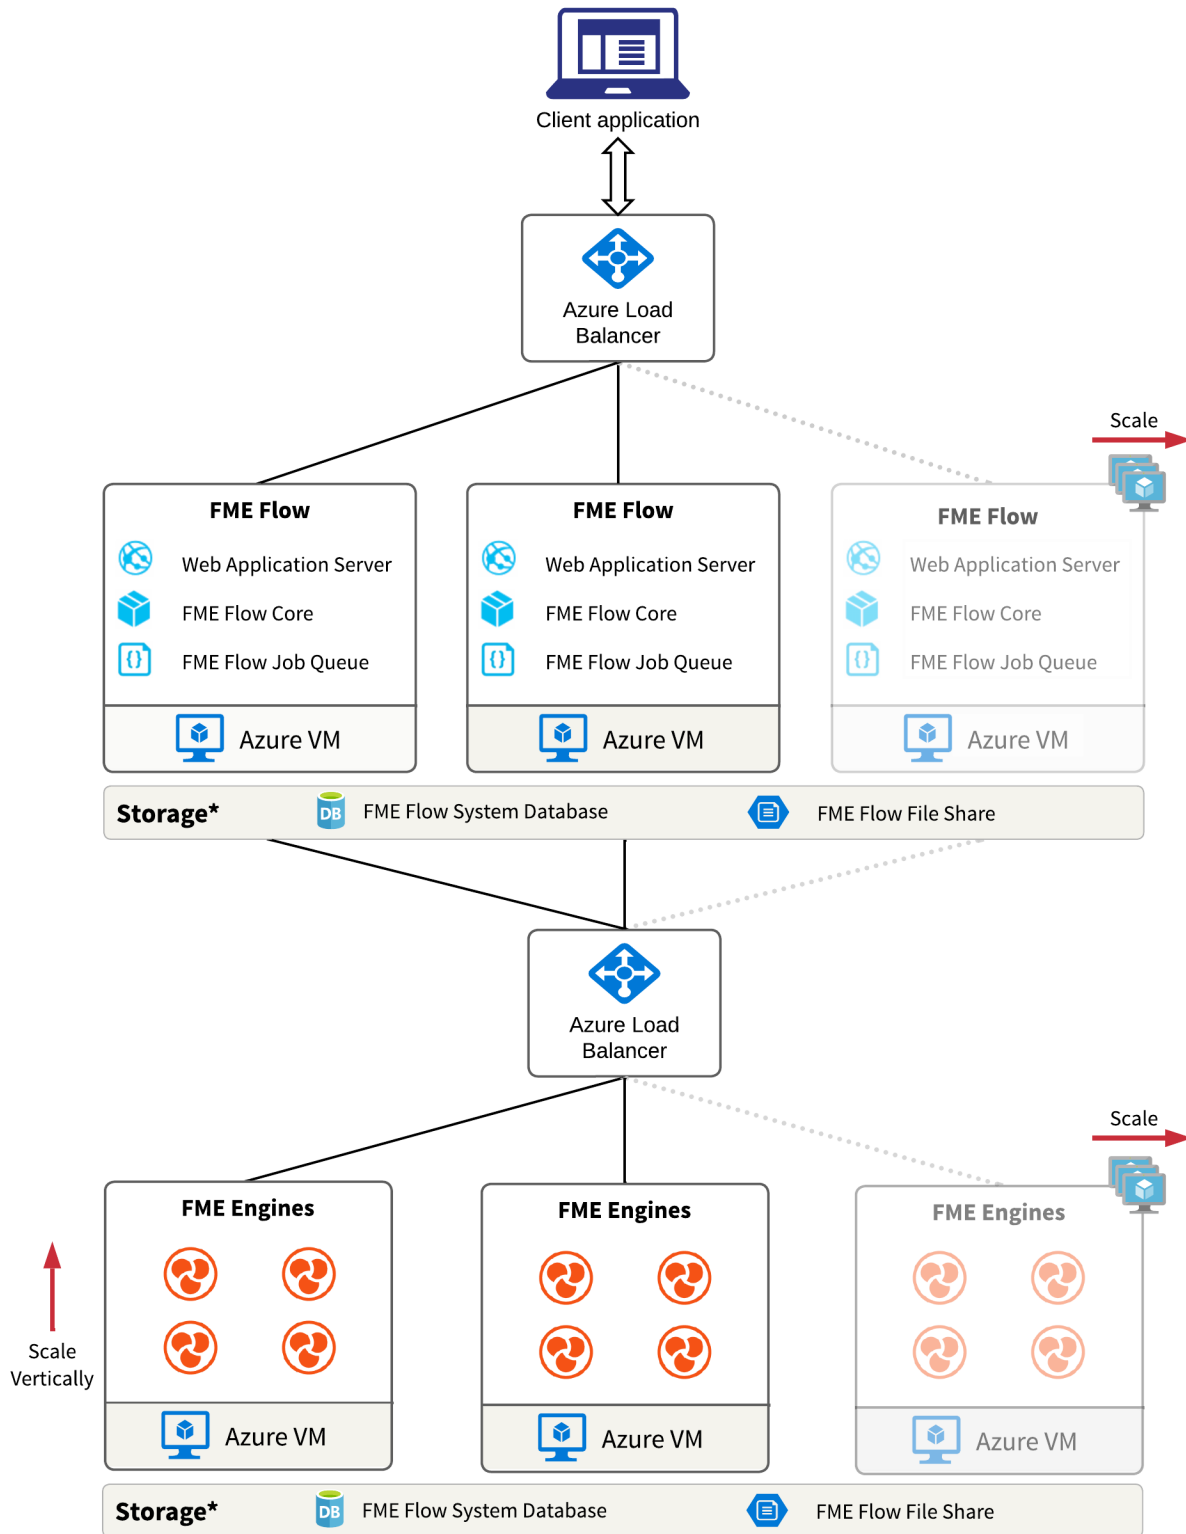 Client application
Azure Load
Balancer
Scale
FME Flow
Web Application Server
FME Flow Core
{} FME Flow Job Queue
Azure VM
FME Flow
Web Application Server
FME Flow Core
{} FME Flow Job Queue
Azure VM
FME Flow
Web Application Server
FME Flow Core
{} FME Flow Job Queue
Azure VM
Storage* DB FME Flow System Database FME Flow File Share
Azure Load
Balancer
Scale
Scale
Vertically
FME Engines
Azure VM
FME Engines
Azure VM
FME Engines
Azure VM
Storage* DB FME Flow System Database FME Flow File Share